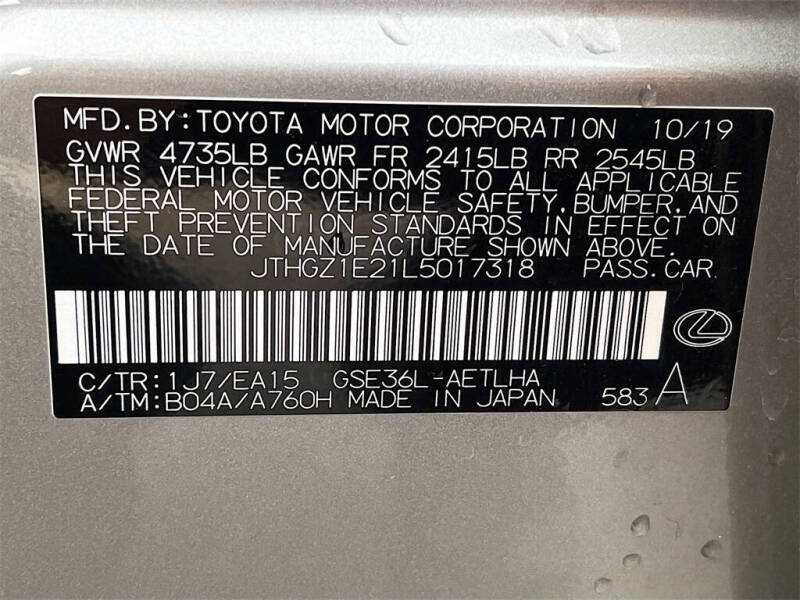 MFD.BY:TOYOTA MOTOR CORPORATION 10/19
GVWR 4735LB GAWR FR 2415LB RR 2545LB
THIS VEHICLE CONFORMS TO ALL APPLICABLE
FEDERAL MOTOR VEHICLE SAFETY,BUMPER,AND
THEFT PREVENTION STANDARDS IN EFFECT ON
THE DATE OF MANUFACTURE SHOWN ABOVE.
JTHGZ1E21L5017318 PASS.CAR
C/TR:1J7/EA15 GSE36L-AETLHA
A/TM:B04A/A760H MADE IN JAPAN 583 A